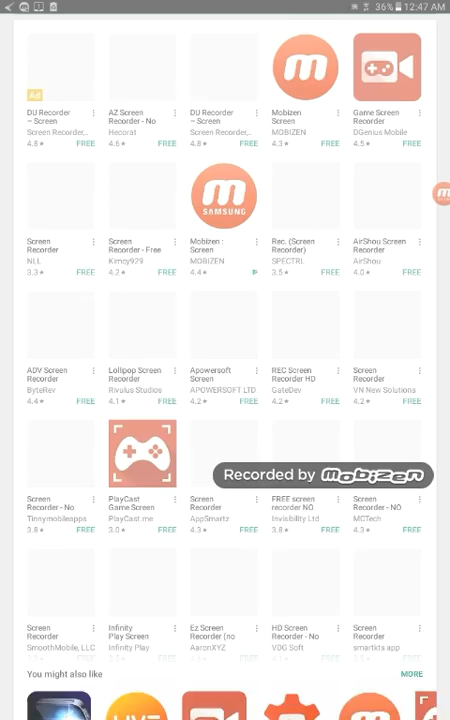 36% 12:47 AM
Ad
DU Recorder – Screen Screen Recorder,.. 4.8★ FREE
AZ Screen Recorder - No Hecorat 4.6★ FREE
DU Recorder – Screen Screen Recorder,.. 4.8★ FREE
m
Mobizen Screen MOBIZEN 4.3★ FREE
Game Screen Recorder DGenius Mobile 4.5★ FREE
Screen Recorder NLL 3.3★ FREE
Screen Recorder - Free Kimcy929 4.2★ FREE
m SAMSUNG
Mobizen : Screen MOBIZEN 4.4★
Rec. (Screen Recorder) SPECTRL 3.5★ FREE
AirShou Screen Recorder AirShou 4.0★ FREE
ADV Screen Recorder ByteRev 4.4★ FREE
Lollipop Screen Recorder Rivulus Studios 4.1★ FREE
Apowersoft Screen APOWERSOFT LTD 4.2★ FREE
REC Screen Recorder HD GateDev 4.2★ FREE
Screen Recorder VN New Solutions 4.2★ FREE
Recorded by mobizen
Screen Recorder - No Tinnymobileapps 3.8★ FREE
PlayCast Game Screen PlayCast.me 3.0★ FREE
Screen Recorder AppSmartz 4.3★ FREE
FREE screen recorder NO Invisibility Ltd 3.8★ FREE
Screen Recorder - NO MCTech 4.3★ FREE
Screen Recorder SmoothMobile, LLC
Infinity Play Screen Infinity Play
Ez Screen Recorder (no AaronXYZ
HD Screen Recorder - No VDG Soft
Screen Recorder smartkts app
You might also like MORE
LIVE